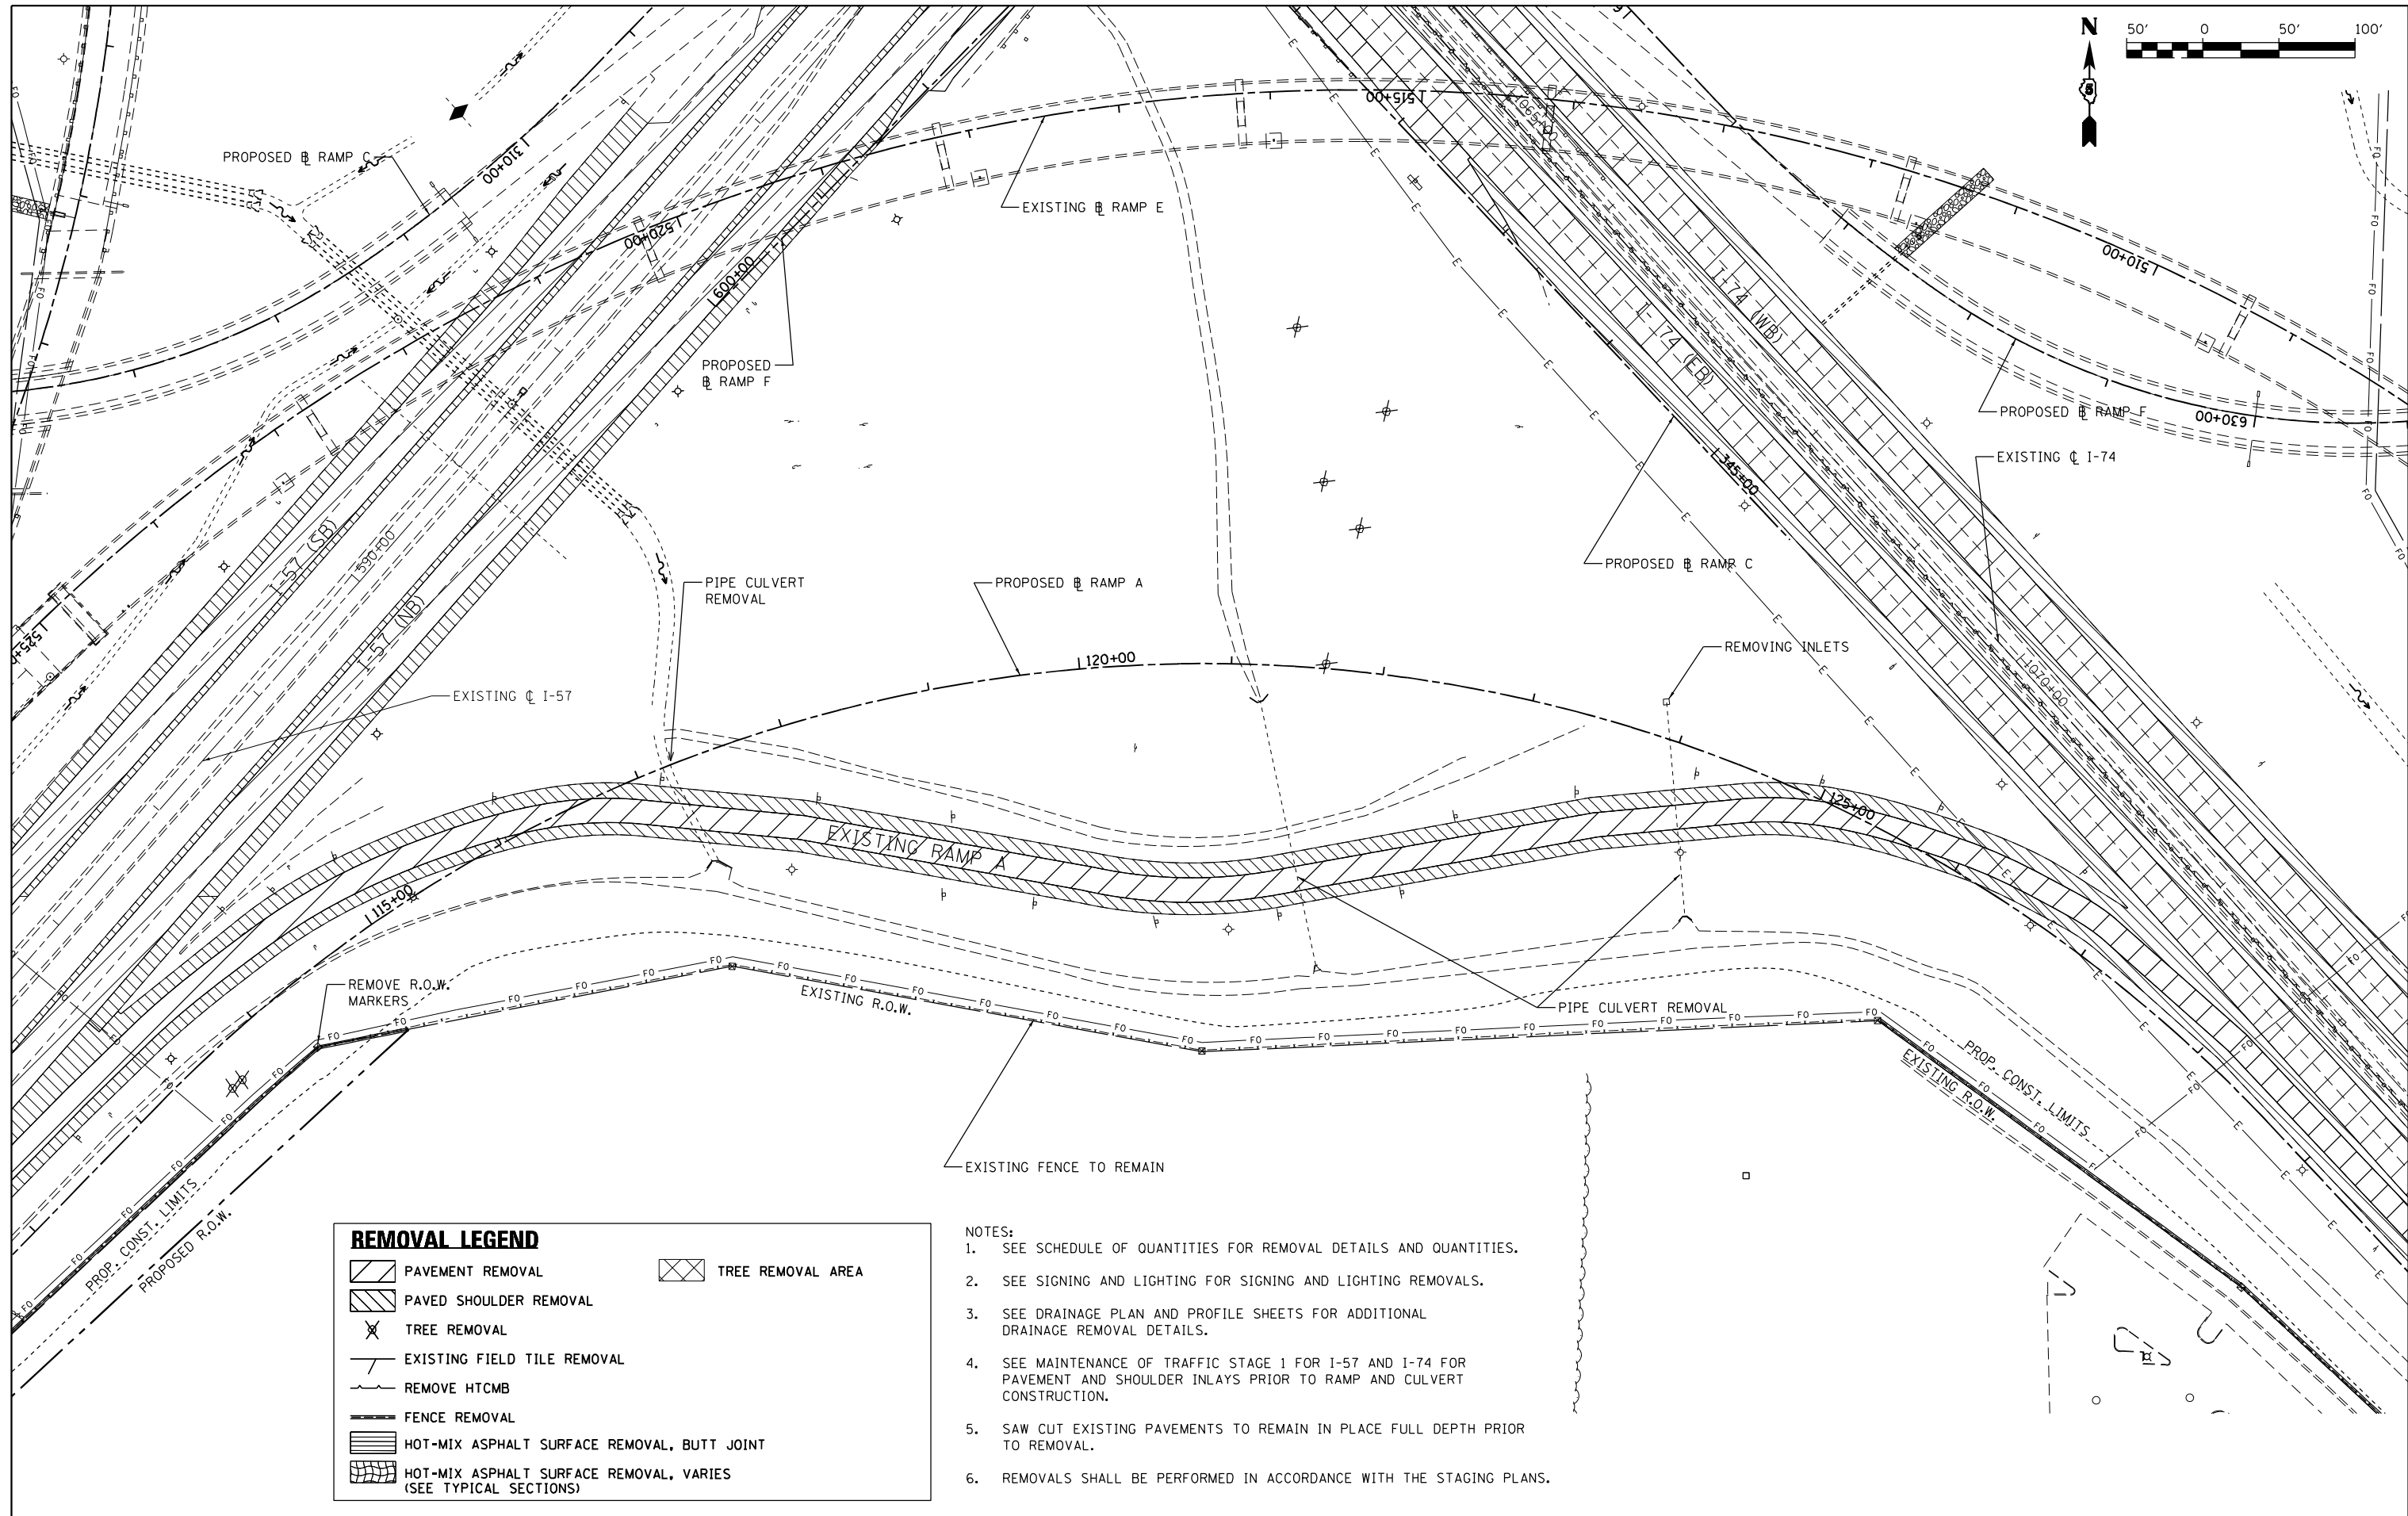 N
50' 0 50' 100'
PROPOSED B RAMP C
310+00
520+00
600+00
EXISTING B RAMP E
515+00
1065+00
510+00
630+00
PROPOSED
B RAMP F
I-74 (WB)
I-74 (EB)
PROPOSED B RAMP F
EXISTING C I-74
345+00
PROPOSED B RAMP C
I-57 (SB)
590+00
I-57 (NB)
525+0
PIPE CULVERT
REMOVAL
PROPOSED B RAMP A
120+00
REMOVING INLETS
1070+00
EXISTING C I-57
125+00
EXISTING RAMP A
115+00
REMOVE R.O.W.
MARKERS
EXISTING R.O.W.
PIPE CULVERT REMOVAL
PROP. CONST. LIMITS
EXISTING R.O.W.
EXISTING FENCE TO REMAIN
PROP. CONST. LIMITS
PROPOSED R.O.W.
FO
E
REMOVAL LEGEND
PAVEMENT REMOVAL
TREE REMOVAL AREA
PAVED SHOULDER REMOVAL
TREE REMOVAL
EXISTING FIELD TILE REMOVAL
REMOVE HTCMB
FENCE REMOVAL
HOT-MIX ASPHALT SURFACE REMOVAL, BUTT JOINT
HOT-MIX ASPHALT SURFACE REMOVAL, VARIES
(SEE TYPICAL SECTIONS)
NOTES:
1. SEE SCHEDULE OF QUANTITIES FOR REMOVAL DETAILS AND QUANTITIES.
2. SEE SIGNING AND LIGHTING FOR SIGNING AND LIGHTING REMOVALS.
3. SEE DRAINAGE PLAN AND PROFILE SHEETS FOR ADDITIONAL
DRAINAGE REMOVAL DETAILS.
4. SEE MAINTENANCE OF TRAFFIC STAGE 1 FOR I-57 AND I-74 FOR
PAVEMENT AND SHOULDER INLAYS PRIOR TO RAMP AND CULVERT
CONSTRUCTION.
5. SAW CUT EXISTING PAVEMENTS TO REMAIN IN PLACE FULL DEPTH PRIOR
TO REMOVAL.
6. REMOVALS SHALL BE PERFORMED IN ACCORDANCE WITH THE STAGING PLANS.